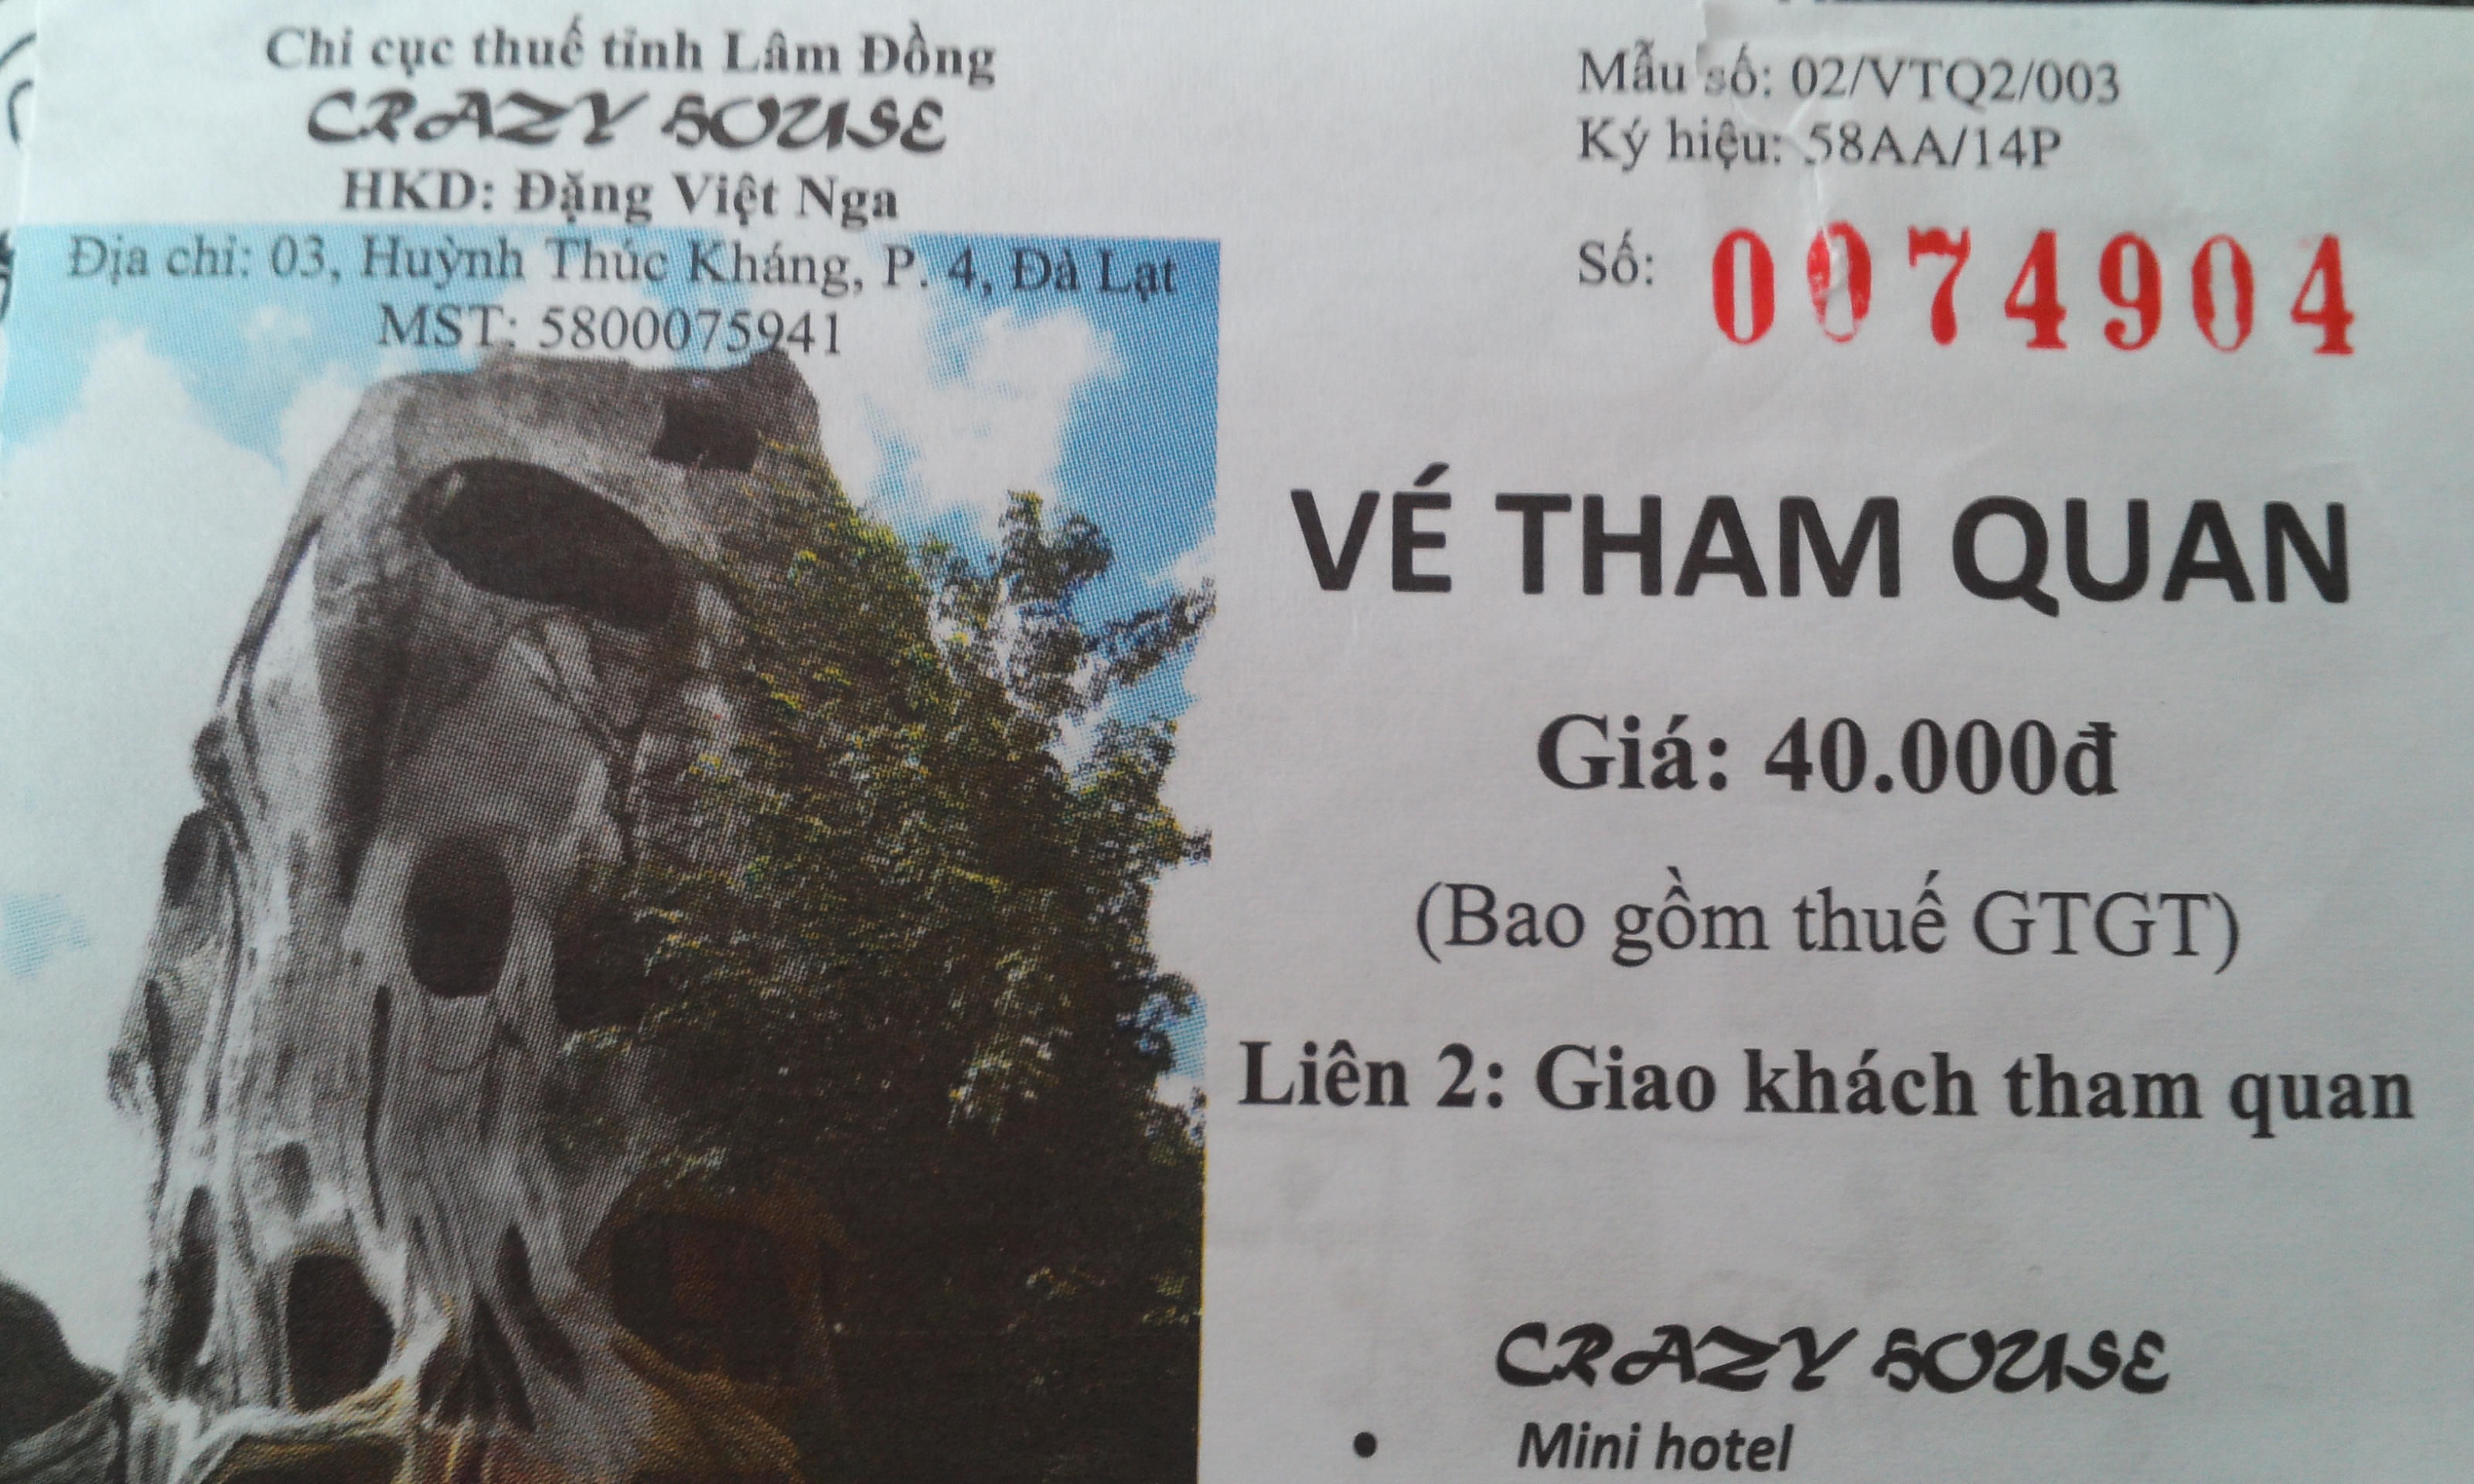 Chi cục thuế tỉnh Lâm Đồng
CRAZY HOUSE
HKD: Đặng Việt Nga
Địa chỉ: 03, Huỳnh Thúc Kháng, P. 4, Đà Lạt
MST: 5800075941
Mẫu số: 02/VTQ2/003
Ký hiệu: 58AA/14P
Số: 0074904
VÉ THAM QUAN
Giá: 40.000đ
(Bao gồm thuế GTGT)
Liên 2: Giao khách tham quan
CRAZY HOUSE
• Mini hotel